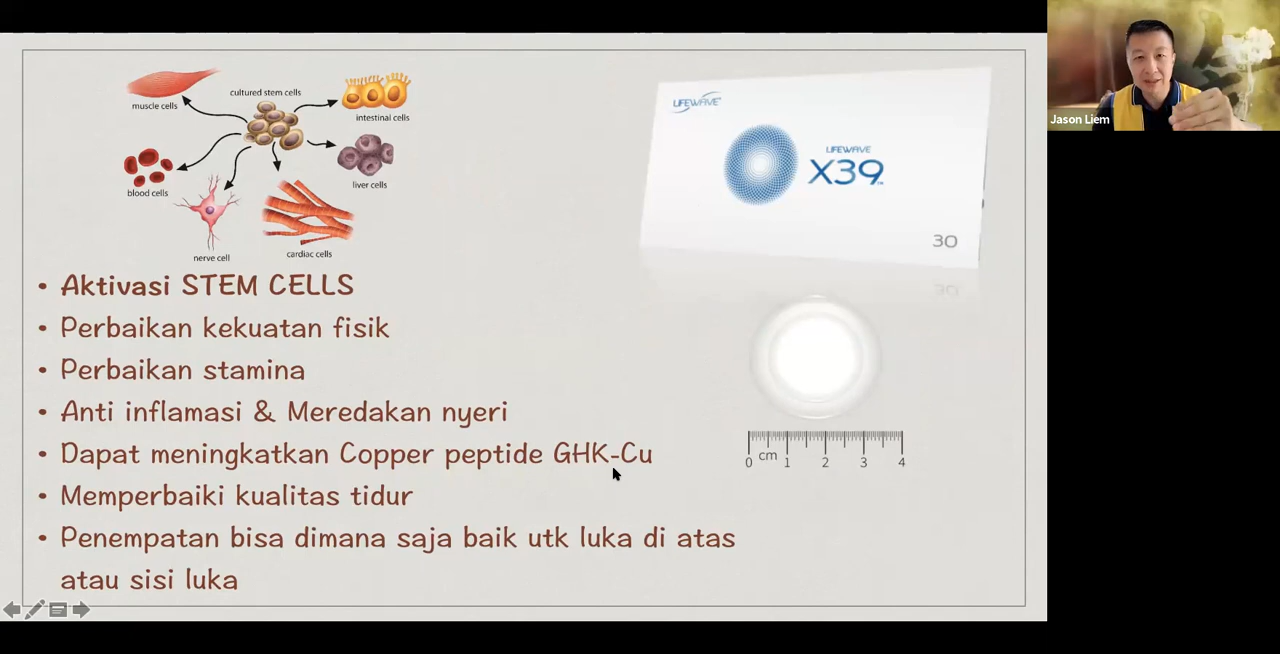 cultured stem cells
muscle cells
intestinal cells
liver cells
blood cells
nerve cell
cardiac cells
• Aktivasi STEM CELLS
• Perbaikan kekuatan fisik
• Perbaikan stamina
• Anti inflamasi & Meredakan nyeri
• Dapat meningkatkan Copper peptide GHK-Cu
• Memperbaiki kualitas tidur
• Penempatan bisa dimana saja baik utk luka di atas
atau sisi luka
LIFEWAVE
LIFEWAVE
X39™
30
30
0 cm 1 2 3 4
Jason Liem